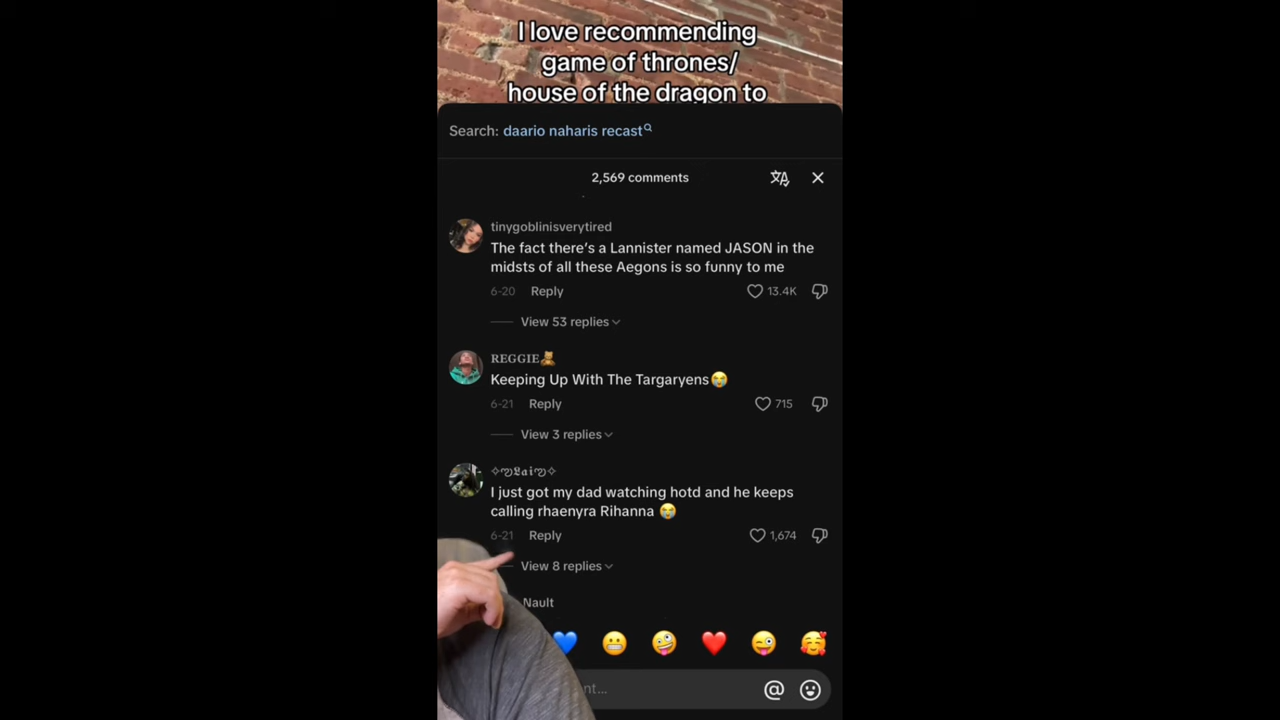 I love recommending
game of thrones/
house of the dragon to
Search: daario naharis recast
2,569 comments
tinygoblinisverytired
The fact there's a Lannister named JASON in the
midsts of all these Aegons is so funny to me
6-20 Reply 13.4K
View 53 replies
REGGIE🧸
Keeping Up With The Targaryens😭
6-21 Reply 715
View 3 replies
✧ఌ𝕷𝖆𝖎ఌ✧
I just got my dad watching hotd and he keeps
calling rhaenyra Rihanna 😭
6-21 Reply 1,674
View 8 replies
Nault
nt...
@